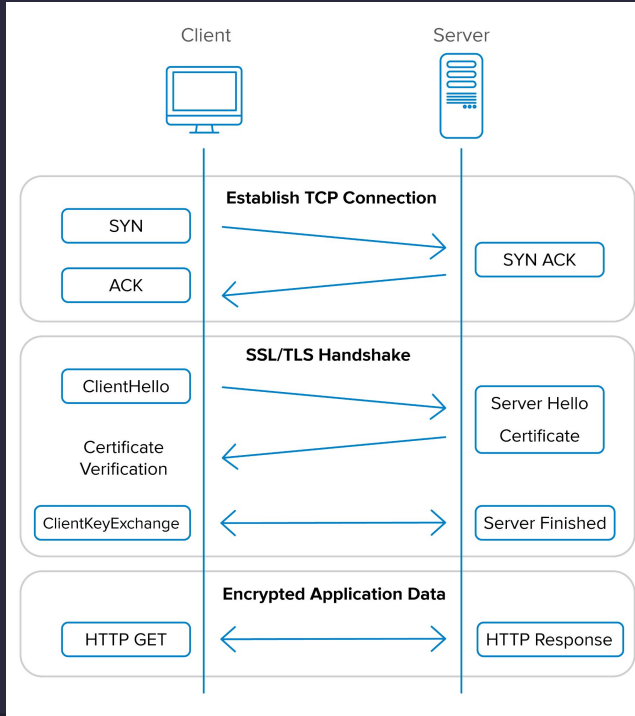 Client
Server
Establish TCP Connection
SYN
SYN ACK
ACK
SSL/TLS Handshake
ClientHello
Server Hello
Certificate
Certificate
Verification
ClientKeyExchange
Server Finished
Encrypted Application Data
HTTP GET
HTTP Response